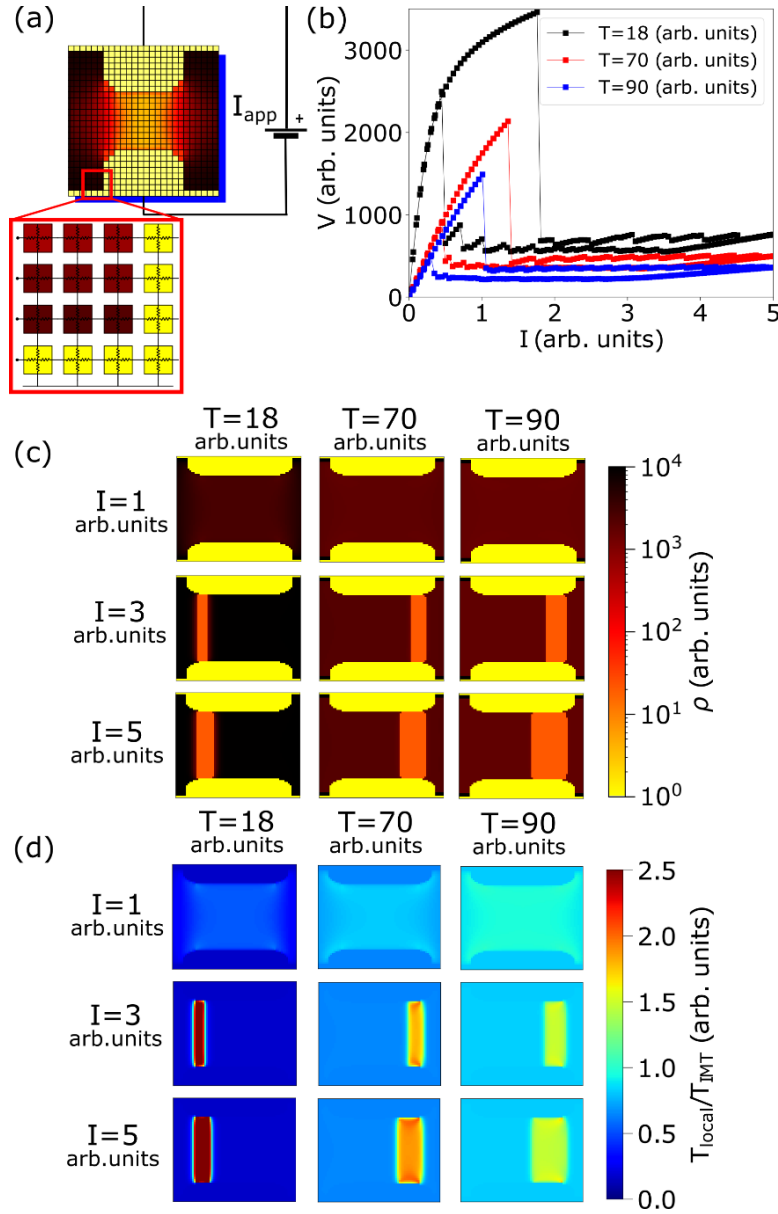 (a)
I_app
+
(b)
V (arb. units)
3000
2000
1000
0
T=18 (arb. units)
T=70 (arb. units)
T=90 (arb. units)
0 1 2 3 4 5
I (arb. units)
(c)
T=18 T=70 T=90
arb.units arb.units arb.units
I=1
arb.units
I=3
arb.units
I=5
arb.units
10^4
10^3
10^2
10^1
10^0
ρ (arb. units)
(d)
T=18 T=70 T=90
arb.units arb.units arb.units
I=1
arb.units
I=3
arb.units
I=5
arb.units
2.5
2.0
1.5
1.0
0.5
0.0
T_local/T_IMT (arb. units)